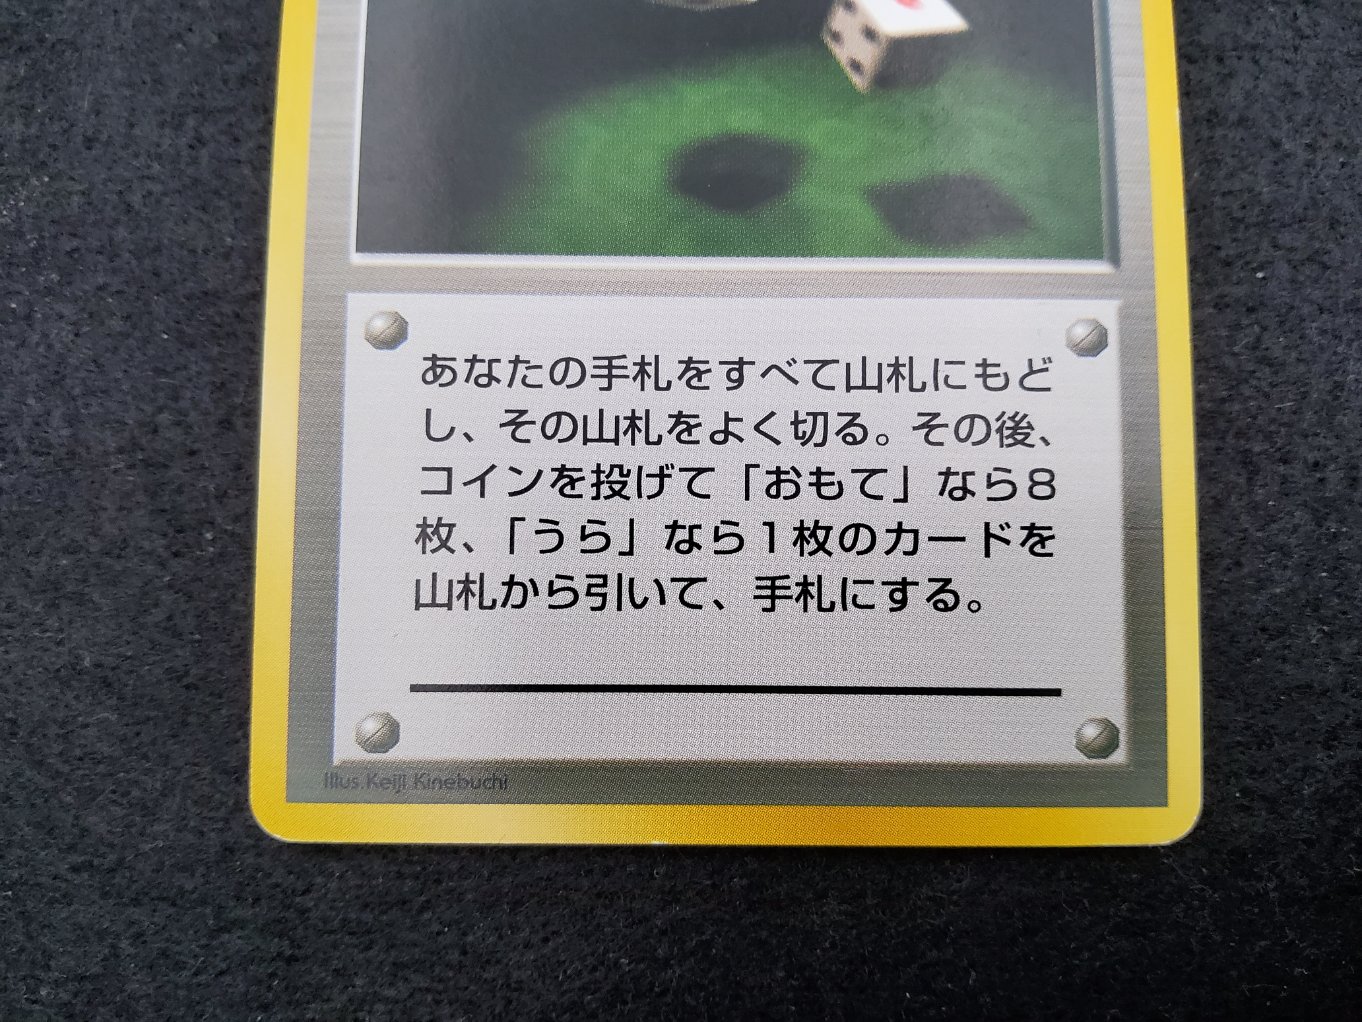 あなたの手札をすべて山札にもど
し、その山札をよく切る。その後、
コインを投げて「おもて」なら8
枚、「うら」なら1枚のカードを
山札から引いて、手札にする。
Illus. Keiji Kinebuchi